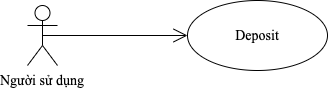 Deposit
Người sử dụng